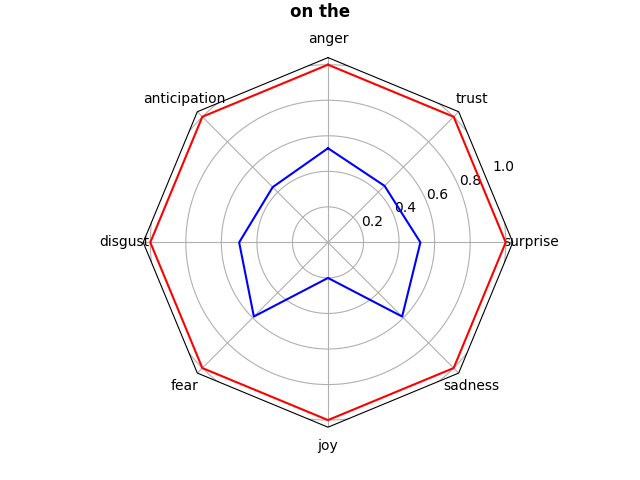 on the
anger
anticipation
trust
1.0
0.8
0.6
0.4
0.2
disgust
surprise
fear
sadness
joy